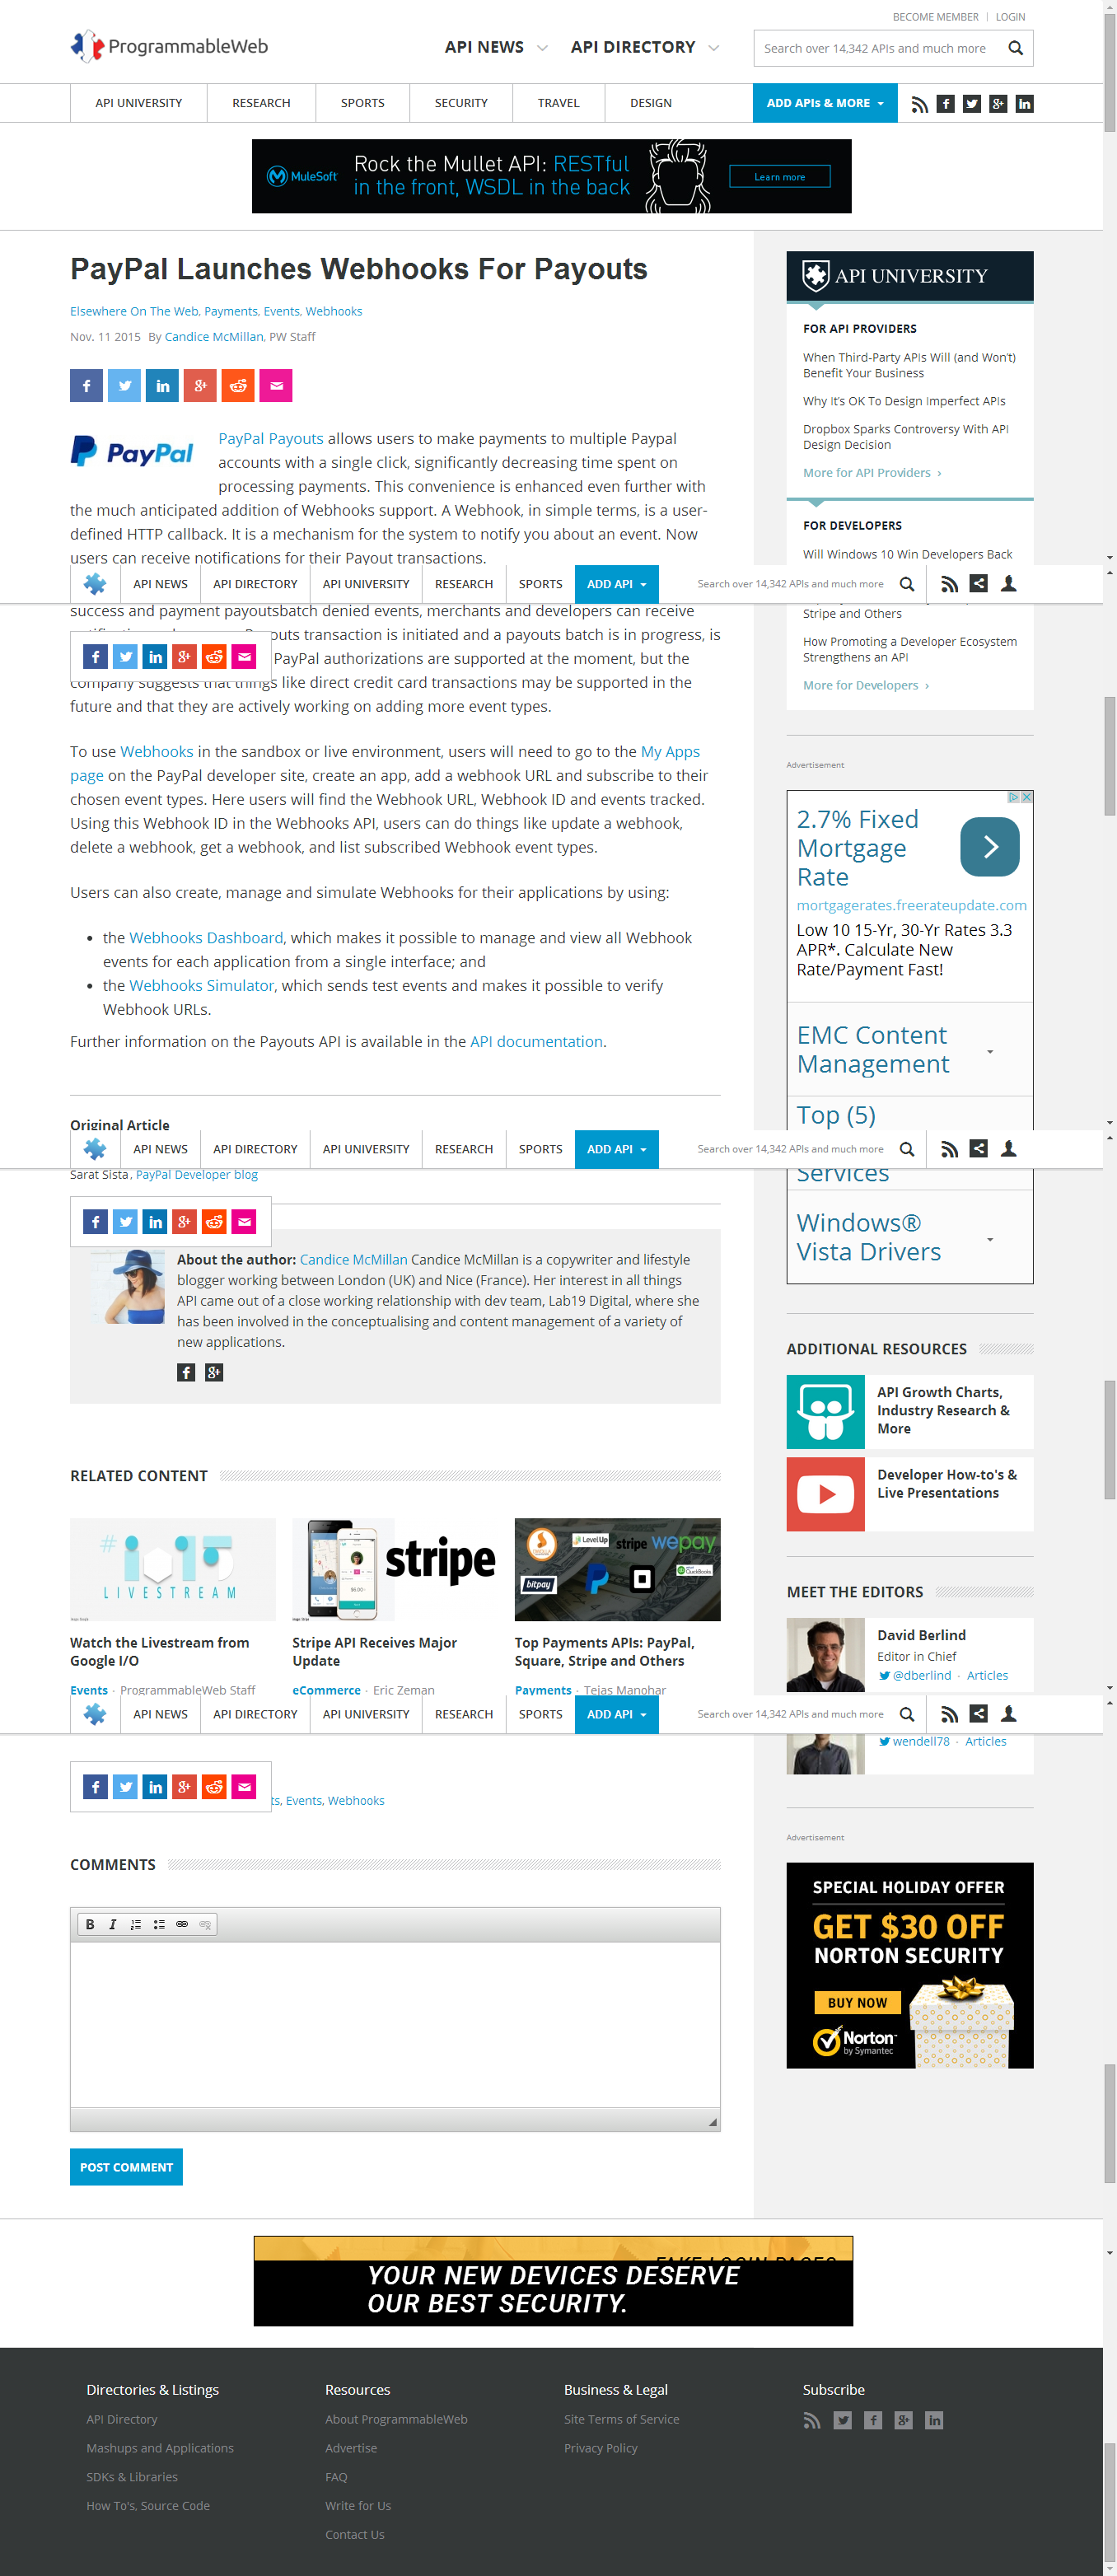 BECOME MEMBER | LOGIN
ProgrammableWeb
API NEWS
API DIRECTORY
Search over 14,342 APIs and much more
API UNIVERSITY
RESEARCH
SPORTS
SECURITY
TRAVEL
DESIGN
ADD APIs & MORE
MuleSoft
Rock the Mullet API: RESTful
in the front, WSDL in the back
Learn more
PayPal Launches Webhooks For Payouts
Elsewhere On The Web, Payments, Events, Webhooks
Nov. 11 2015 By Candice McMillan, PW Staff
PayPal
PayPal Payouts allows users to make payments to multiple Paypal
accounts with a single click, significantly decreasing time spent on
processing payments. This convenience is enhanced even further with
the much anticipated addition of Webhooks support. A Webhook, in simple terms, is a user-
defined HTTP callback. It is a mechanism for the system to notify you about an event. Now
users can receive notifications for their Payout transactions.
API UNIVERSITY
FOR API PROVIDERS
When Third-Party APIs Will (and Won't)
Benefit Your Business
Why It's OK To Design Imperfect APIs
Dropbox Sparks Controversy With API
Design Decision
More for API Providers ›
FOR DEVELOPERS
Will Windows 10 Win Developers Back
API NEWS
API DIRECTORY
API UNIVERSITY
RESEARCH
SPORTS
ADD API
Search over 14,342 APIs and much more
success and payment payoutsbatch denied events, merchants and developers can receive
outs transaction is initiated and a payouts batch is in progress, is
PayPal authorizations are supported at the moment, but the
company suggests that things like direct credit card transactions may be supported in the
future and that they are actively working on adding more event types.
To use Webhooks in the sandbox or live environment, users will need to go to the My Apps
page on the PayPal developer site, create an app, add a webhook URL and subscribe to their
chosen event types. Here users will find the Webhook URL, Webhook ID and events tracked.
Using this Webhook ID in the Webhooks API, users can do things like update a webhook,
delete a webhook, get a webhook, and list subscribed Webhook event types.
Users can also create, manage and simulate Webhooks for their applications by using:
• the Webhooks Dashboard, which makes it possible to manage and view all Webhook
events for each application from a single interface; and
• the Webhooks Simulator, which sends test events and makes it possible to verify
Webhook URLs.
Further information on the Payouts API is available in the API documentation.
Original Article
Stripe and Others
How Promoting a Developer Ecosystem
Strengthens an API
More for Developers ›
Advertisement
2.7% Fixed
Mortgage
Rate
mortgagerates.freerateupdate.com
Low 10 15-Yr, 30-Yr Rates 3.3
APR*. Calculate New
Rate/Payment Fast!
EMC Content
Management
Top (5)
API NEWS
API DIRECTORY
API UNIVERSITY
RESEARCH
SPORTS
ADD API
Search over 14,342 APIs and much more
Sarat Sista, PayPal Developer blog
About the author: Candice McMillan Candice McMillan is a copywriter and lifestyle
blogger working between London (UK) and Nice (France). Her interest in all things
API came out of a close working relationship with dev team, Lab19 Digital, where she
has been involved in the conceptualising and content management of a variety of
new applications.
RELATED CONTENT
#io15
LIVESTREAM
stripe
LevelUp
stripe
wepay
bitpay
QuickBooks
Watch the Livestream from
Google I/O
Events · ProgrammableWeb Staff
Stripe API Receives Major
Update
eCommerce · Eric Zeman
Top Payments APIs: PayPal,
Square, Stripe and Others
Payments · Tejas Manohar
Services
Windows®
Vista Drivers
ADDITIONAL RESOURCES
API Growth Charts,
Industry Research &
More
Developer How-to's &
Live Presentations
MEET THE EDITORS
David Berlind
Editor in Chief
@dberlind · Articles
API NEWS
API DIRECTORY
API UNIVERSITY
RESEARCH
SPORTS
ADD API
Search over 14,342 APIs and much more
ts, Events, Webhooks
wendell78 · Articles
COMMENTS
B I
POST COMMENT
Advertisement
SPECIAL HOLIDAY OFFER
GET $30 OFF
NORTON SECURITY
BUY NOW
Norton
by Symantec
FAKE LOGIN PAGES
YOUR NEW DEVICES DESERVE
OUR BEST SECURITY.
Directories & Listings
API Directory
Mashups and Applications
SDKs & Libraries
How To's, Source Code
Resources
About ProgrammableWeb
Advertise
FAQ
Write for Us
Contact Us
Business & Legal
Site Terms of Service
Privacy Policy
Subscribe